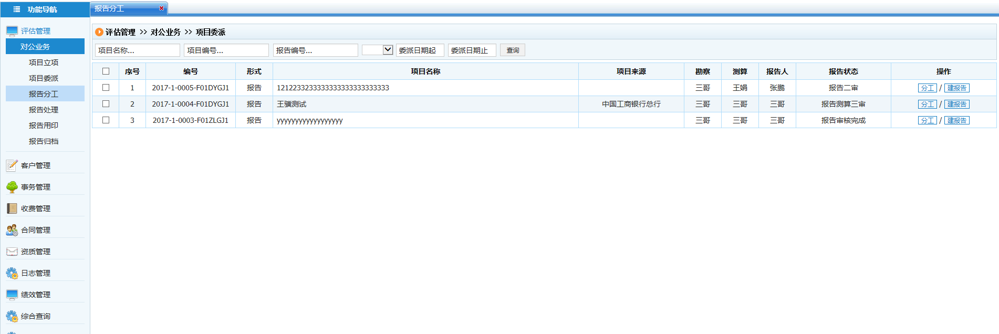 功能导航
报告分工
评估管理
对公业务
项目立项
项目委派
报告分工
报告处理
报告用印
报告归档
客户管理
事务管理
收费管理
合同管理
资质管理
日志管理
绩效管理
综合查询
评估管理 >> 对公业务 >> 项目委派
项目名称... 项目编号... 报告编号... 委派日期起 委派日期止 查询
序号 编号 形式 项目名称 项目来源 勘察 测算 报告人 报告状态 操作
1 2017-1-0005-F01DYGJ1 报告 1212233233333333333333333333 三哥 王娟 张鹏 报告二审 分工 / 建报告
2 2017-1-0004-F01DYGJ1 报告 王骥测试 中国工商银行总行 三哥 三哥 三哥 报告测算三审 分工 / 建报告
3 2017-1-0003-F01ZLGJ1 报告 yyyyyyyyyyyyyyyyyy 三哥 三哥 三哥 报告审核完成 分工 / 建报告